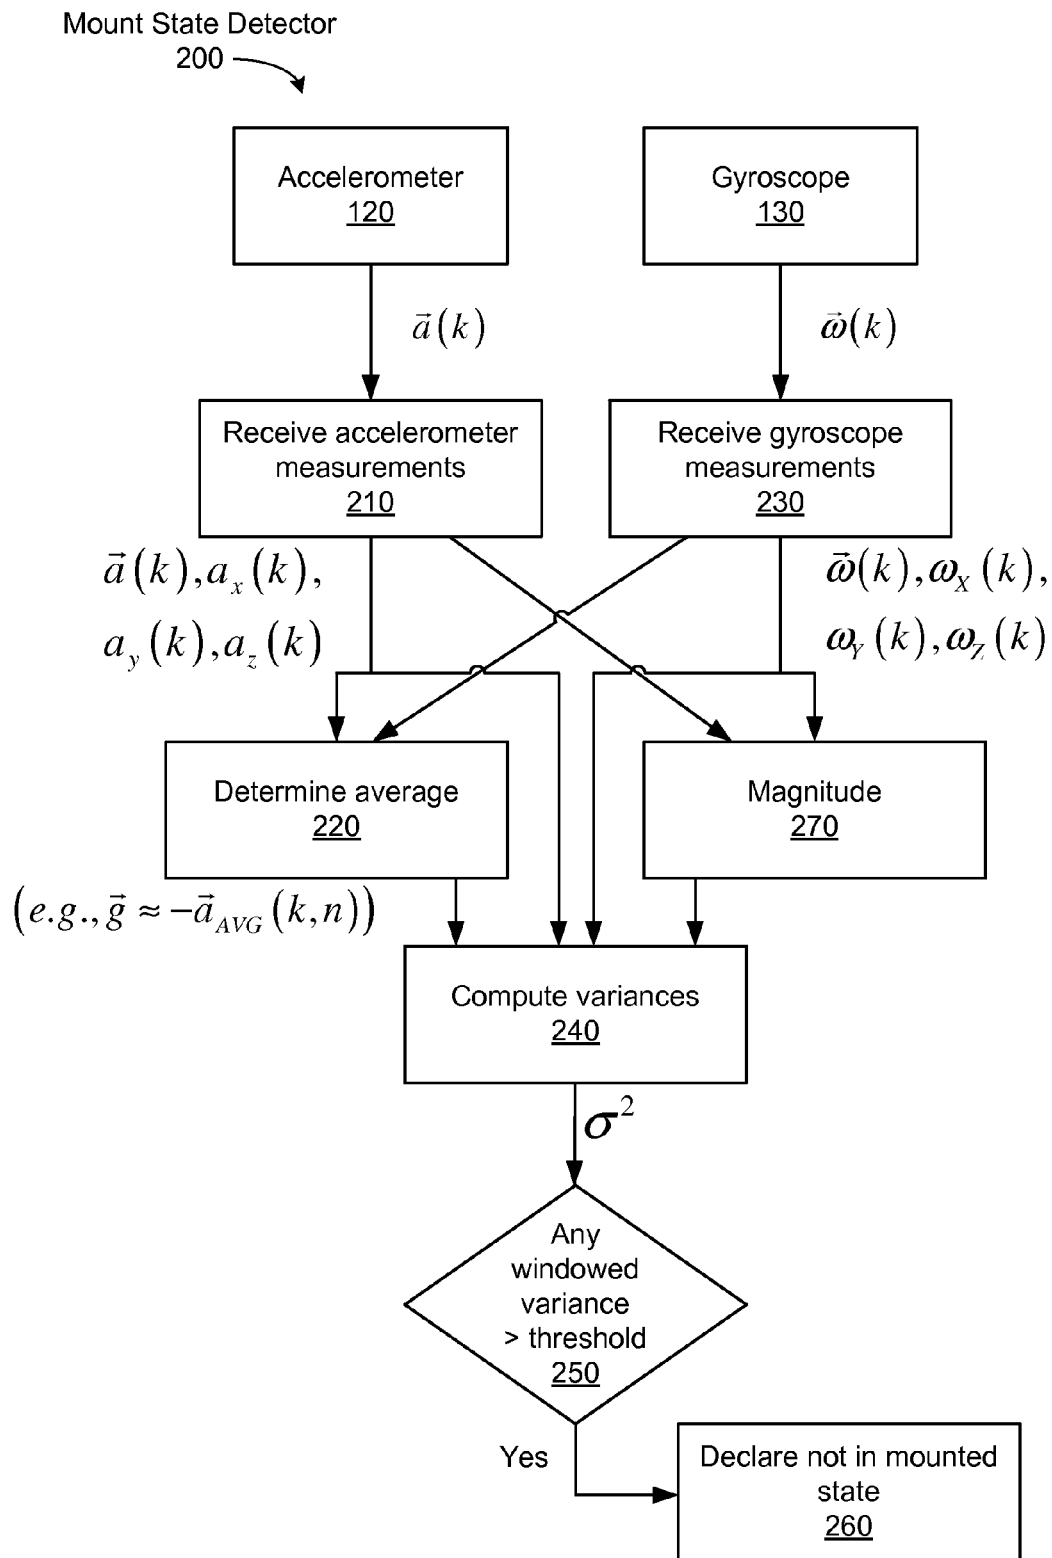 Mount State Detector
200
Accelerometer
120
Gyroscope
130
a⃗(k)
ω⃗(k)
Receive accelerometer
measurements
210
Receive gyroscope
measurements
230
a⃗(k),aₓ(k),
a_y(k),a_z(k)
ω⃗(k),ω_X(k),
ω_Y(k),ω_Z(k)
Determine average
220
Magnitude
270
(e.g.,g⃗ ≈ −a⃗_AVG(k,n))
Compute variances
240
σ²
Any
windowed
variance
> threshold
250
Yes
Declare not in mounted
state
260